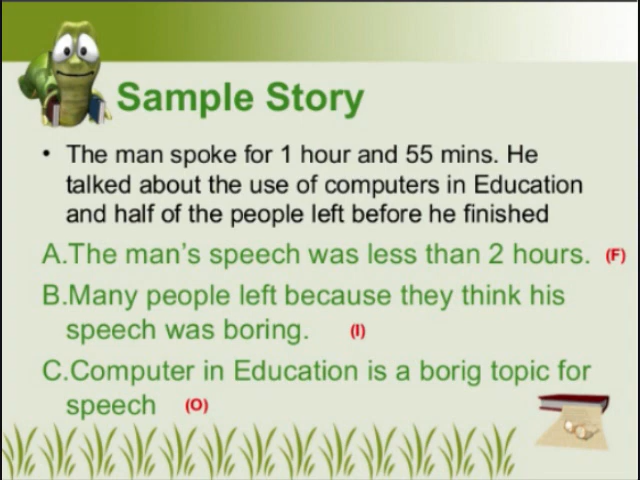 Sample Story
• The man spoke for 1 hour and 55 mins. He
talked about the use of computers in Education
and half of the people left before he finished
A.The man's speech was less than 2 hours. (F)
B.Many people left because they think his
speech was boring. (I)
C.Computer in Education is a borig topic for
speech (O)